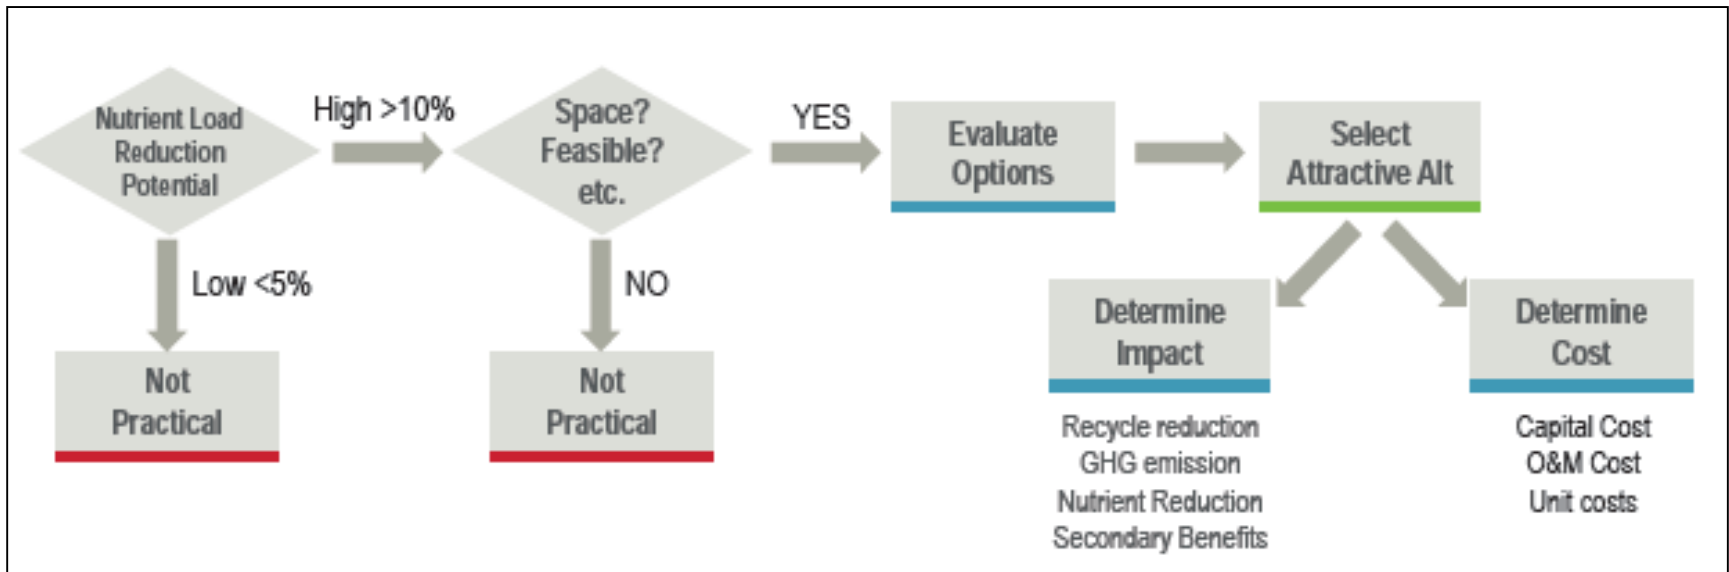 Nutrient Load
Reduction
Potential
High >10%
Space?
Feasible?
etc.
YES
Evaluate
Options
Select
Attractive Alt
Low <5%
NO
Not
Practical
Not
Practical
Determine
Impact
Recycle reduction
GHG emission
Nutrient Reduction
Secondary Benefits
Determine
Cost
Capital Cost
O&M Cost
Unit costs